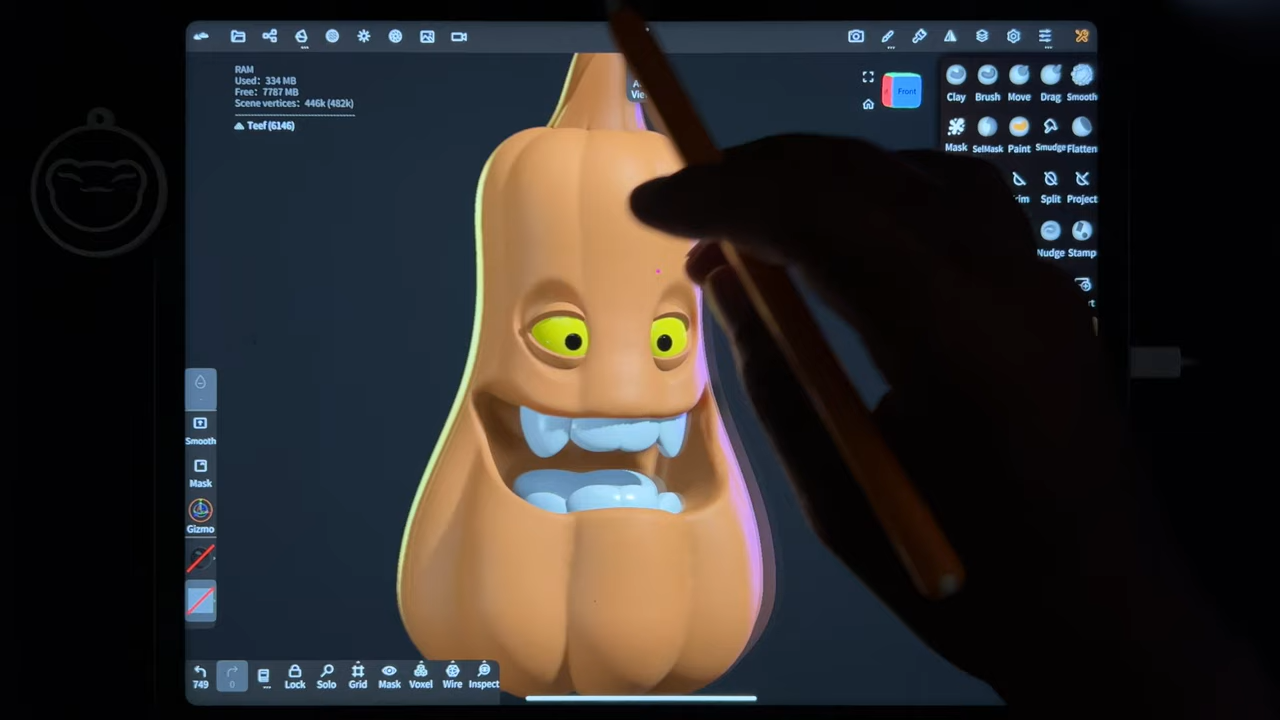 RAM
Used: 334 MB
Free: 7787 MB
Scene vertices: 446k (482k)
Teef (6146)
Front
Clay Brush Move Drag Smooth
Mask SelMask Paint Smudge Flatten
Split Project
Nudge Stamp
Smooth
Mask
Gizmo
749 0 Lock Solo Grid Mask Voxel Wire Inspect